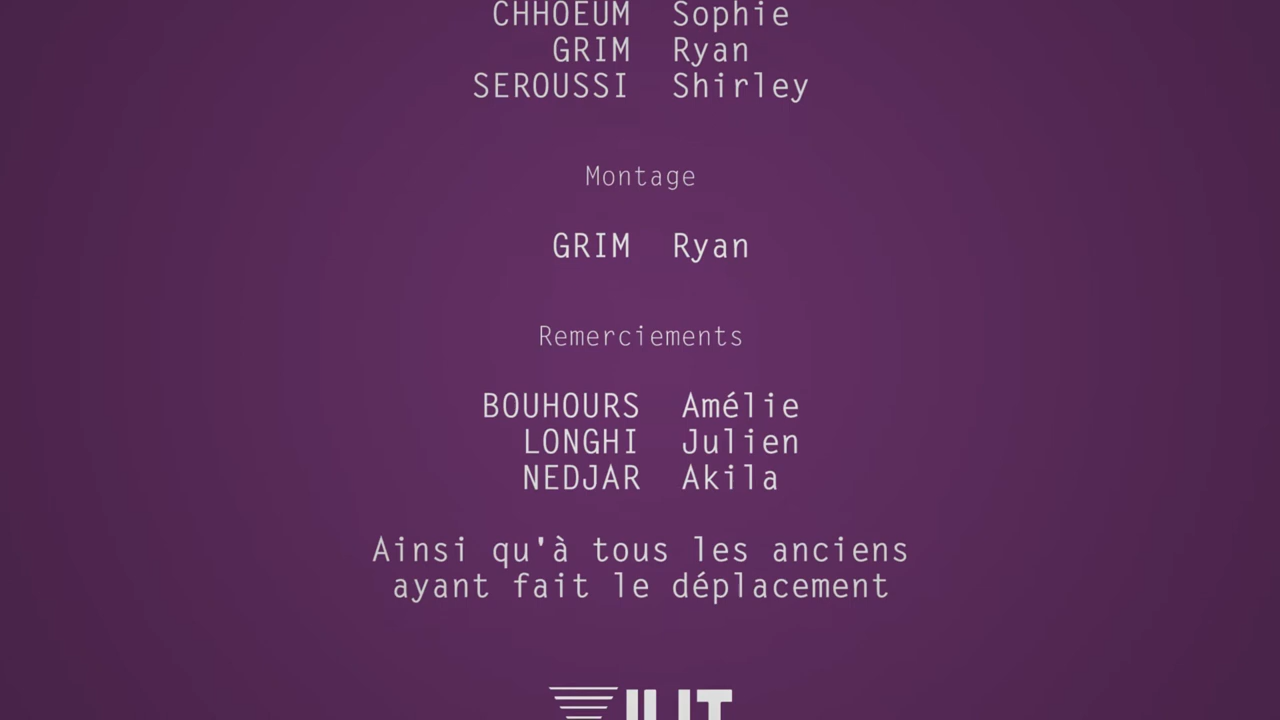 CHHOEUM Sophie
GRIM Ryan
SEROUSSI Shirley
Montage
GRIM Ryan
Remerciements
BOUHOURS Amélie
LONGHI Julien
NEDJAR Akila
Ainsi qu'à tous les anciens
ayant fait le déplacement